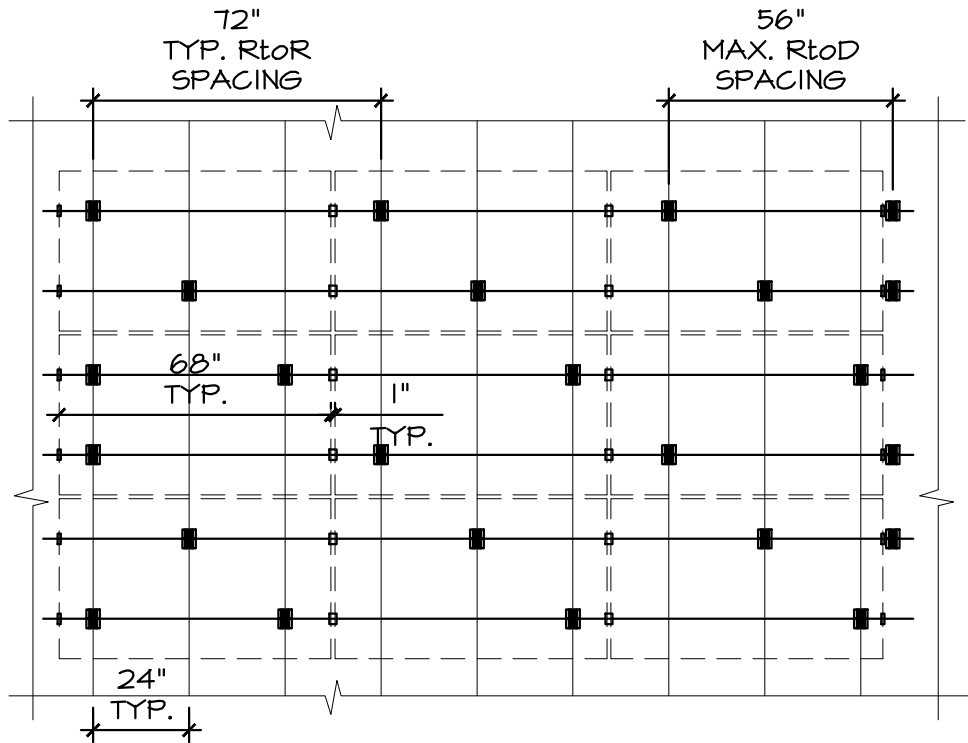 72"
TYP. RtoR
SPACING
56"
MAX. RtoD
SPACING
68"
TYP.
1"
TYP.
24"
TYP.